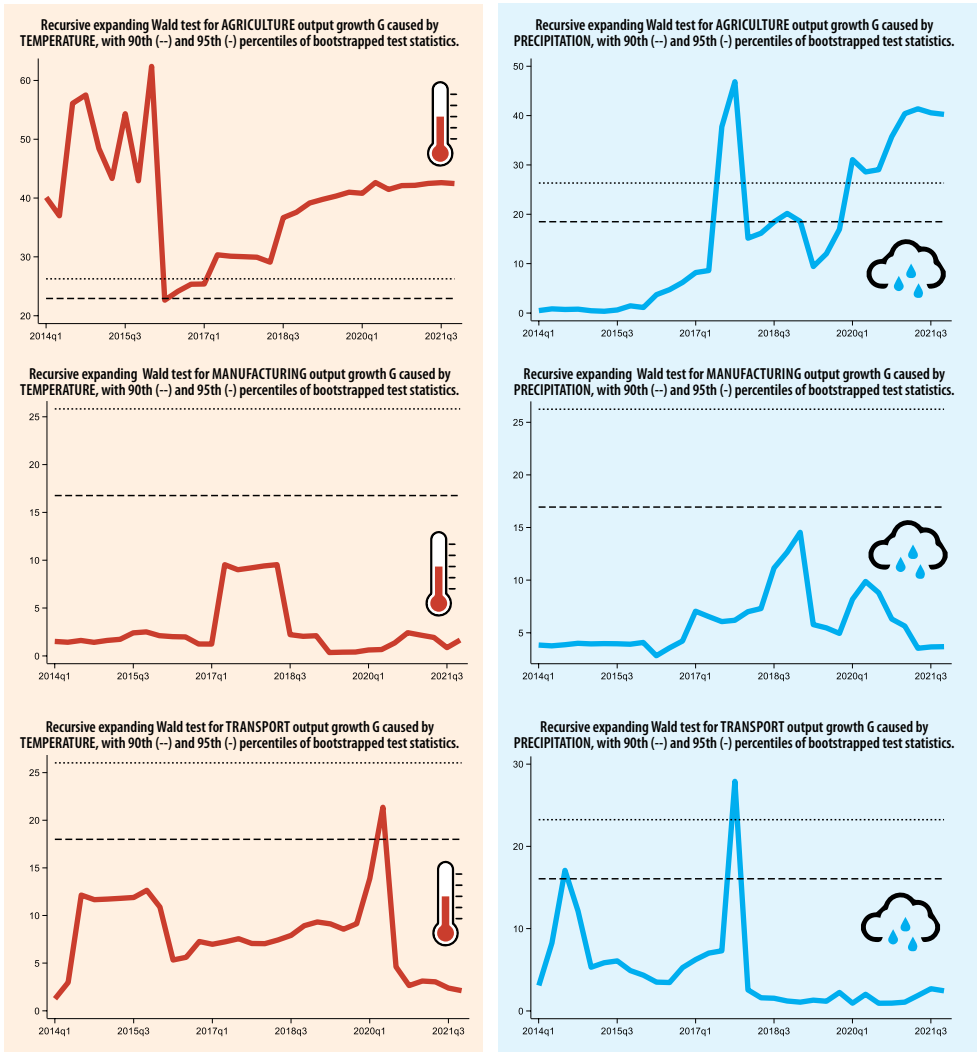 Recursive expanding Wald test for AGRICULTURE output growth G caused by
TEMPERATURE, with 90th (--) and 95th (-) percentiles of bootstrapped test statistics.
60
50
40
30
20
2014q1 2015q3 2017q1 2018q3 2020q1 2021q3
Recursive expanding Wald test for AGRICULTURE output growth G caused by
PRECIPITATION, with 90th (--) and 95th (-) percentiles of bootstrapped test statistics.
50
40
30
20
10
0
2014q1 2015q3 2017q1 2018q3 2020q1 2021q3
Recursive expanding Wald test for MANUFACTURING output growth G caused by
TEMPERATURE, with 90th (--) and 95th (-) percentiles of bootstrapped test statistics.
25
20
15
10
5
0
2014q1 2015q3 2017q1 2018q3 2020q1 2021q3
Recursive expanding Wald test for MANUFACTURING output growth G caused by
PRECIPITATION, with 90th (--) and 95th (-) percentiles of bootstrapped test statistics.
25
20
15
10
5
2014q1 2015q3 2017q1 2018q3 2020q1 2021q3
Recursive expanding Wald test for TRANSPORT output growth G caused by
TEMPERATURE, with 90th (--) and 95th (-) percentiles of bootstrapped test statistics.
25
20
15
10
5
0
2014q1 2015q3 2017q1 2018q3 2020q1 2021q3
Recursive expanding Wald test for TRANSPORT output growth G caused by
PRECIPITATION, with 90th (--) and 95th (-) percentiles of bootstrapped test statistics.
30
20
10
0
2014q1 2015q3 2017q1 2018q3 2020q1 2021q3